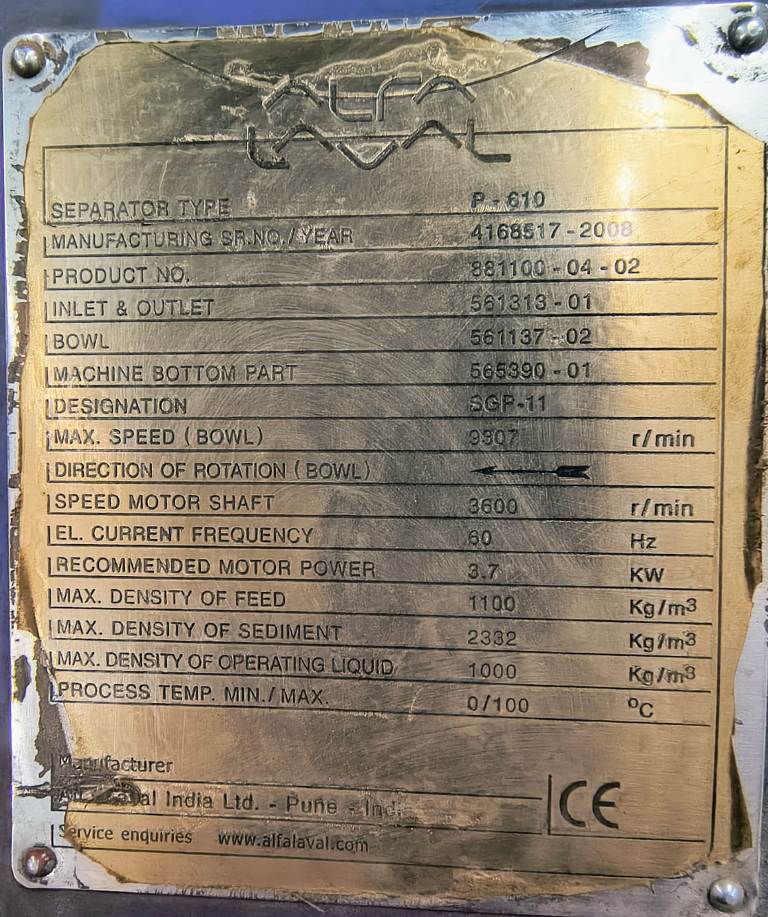 ALFA
LAVAL
SEPARATOR TYPE P - 610
MANUFACTURING SR.NO./YEAR 4168517 - 2008
PRODUCT NO. 881100 - 04 - 02
INLET & OUTLET 561313 - 01
BOWL 561137 - 02
MACHINE BOTTOM PART 565390 - 01
DESIGNATION SGP-11
MAX. SPEED (BOWL) 9307 r/min
DIRECTION OF ROTATION (BOWL)
SPEED MOTOR SHAFT 3600 r/min
EL. CURRENT FREQUENCY 60 Hz
RECOMMENDED MOTOR POWER 3.7 KW
MAX. DENSITY OF FEED 1100 Kg/m3
MAX. DENSITY OF SEDIMENT 2332 Kg/m3
MAX. DENSITY OF OPERATING LIQUID 1000 Kg/m3
PROCESS TEMP. MIN./MAX. 0/100 °C
Manufacturer
India Ltd. - Pune - CE
Service enquiries www.alfalaval.com